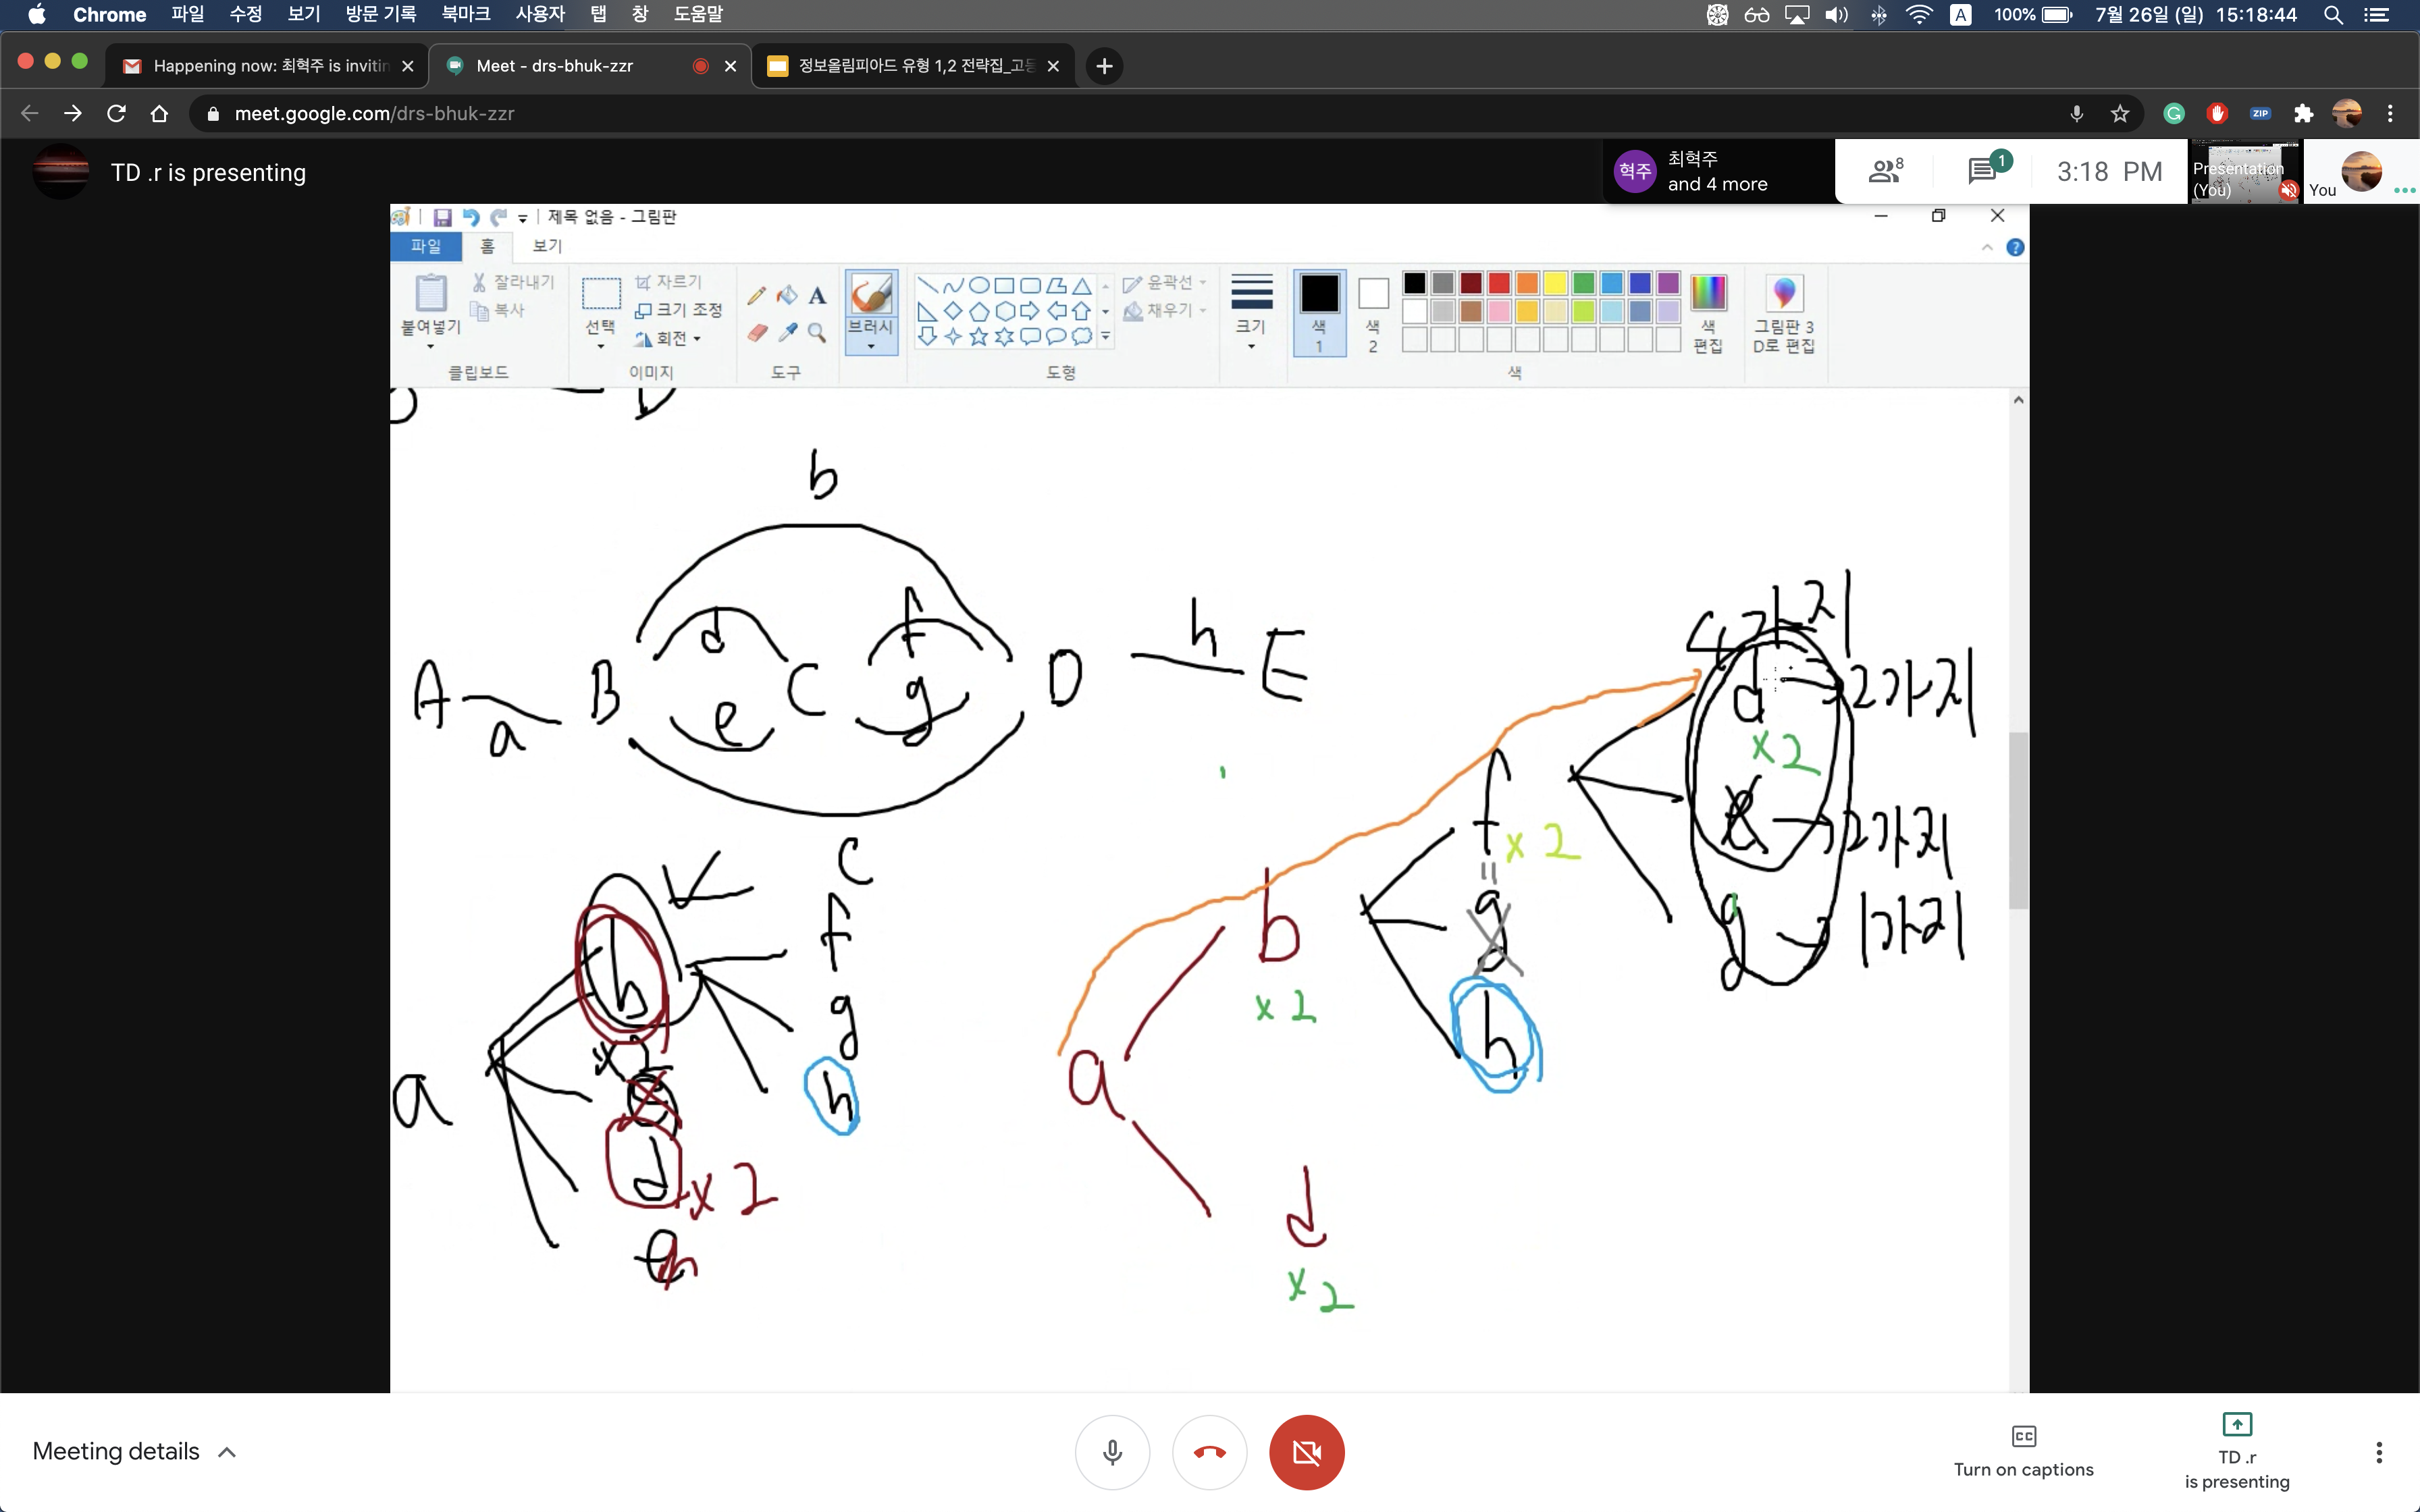 Chrome 파일 수정 보기 방문 기록 북마크 사용자 탭 창 도움말 A 100% 7월 26일 (일) 15:18:44
Happening now: 최혁주 is invitin
Meet - drs-bhuk-zzr
정보올림피아드 유형 1,2 전략집_고등
meet.google.com/drs-bhuk-zzr
ZIP
TD .r is presenting
혁주
최혁주
and 4 more
8
1
3:18 PM
Presentation
(You)
You
제목 없음 - 그림판
파일 홈 보기
붙여넣기
잘라내기
복사
클립보드
선택
자르기
크기 조정
회전
이미지
A
도구
브러시
윤곽선
채우기
도형
크기
색
1
색
2
색
편집
색
그림판 3
D로 편집
b
A a B d e C f g D h E
c
a
h
e
d x 2
h
f
g
h
a
b
x 2
d
x 2
f x 2
=
g
h
4가지
d 2가지
x 2
e 2가지
g 1가지
Meeting details
CC
Turn on captions
TD .r
is presenting